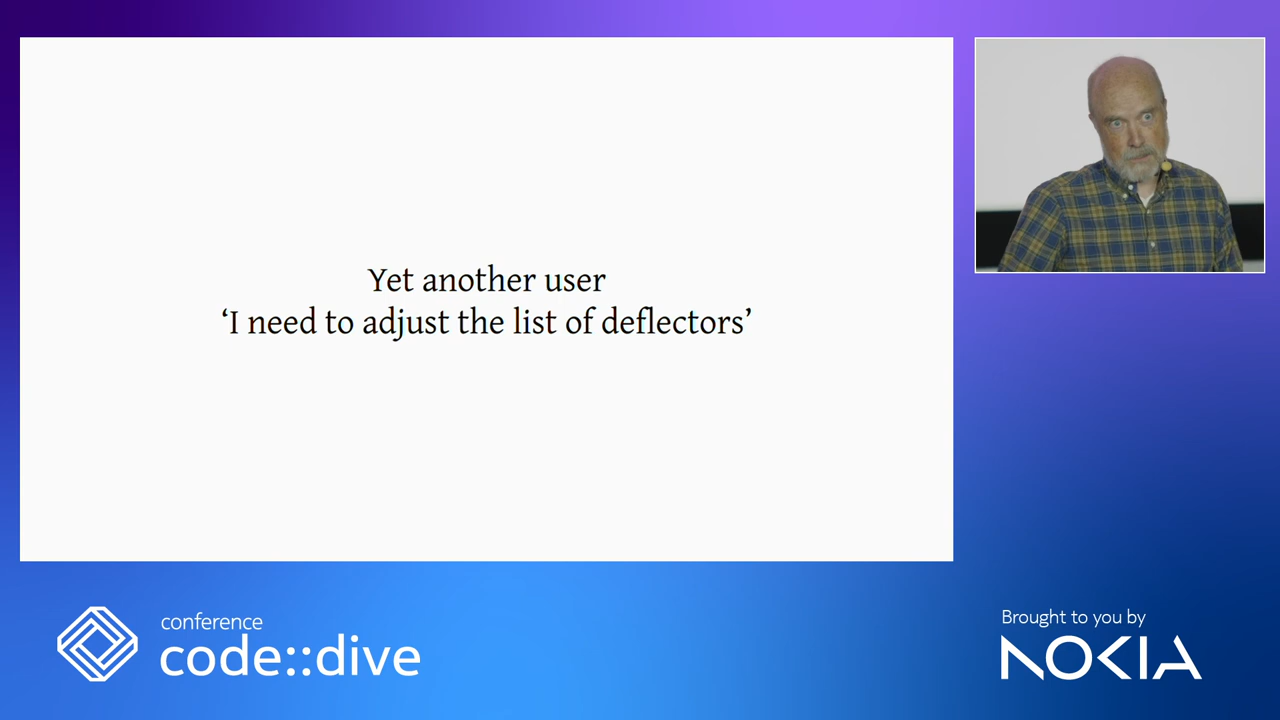 Yet another user
‘I need to adjust the list of deflectors’
conference
code::dive
Brought to you by
NOKIA